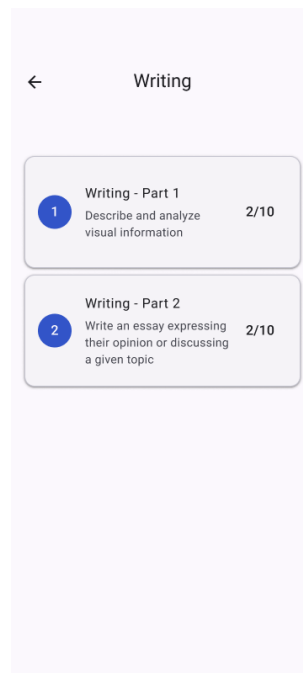 Writing
Writing - Part 1
1
Describe and analyze
visual information
2/10
Writing - Part 2
2
Write an essay expressing
their opinion or discussing
a given topic
2/10